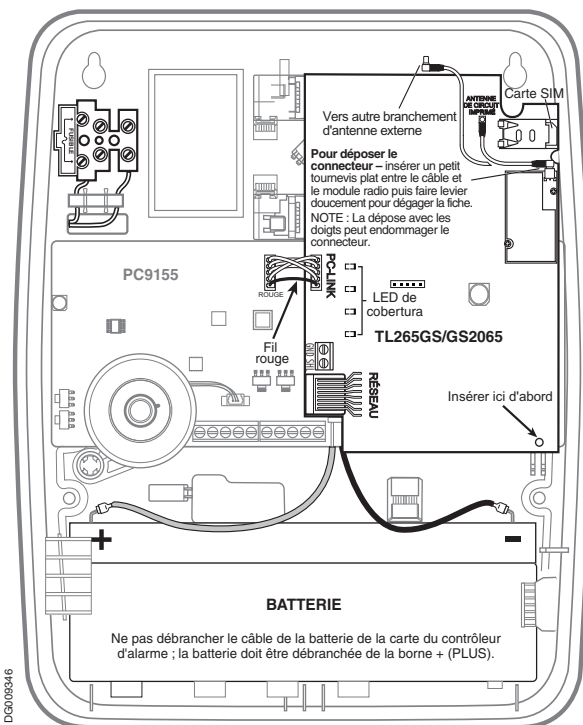 Carte SIM
ANTENNE
DE CIRCUIT
IMPRIMÉ
Vers autre branchement
d'antenne externe
FUSIBLE
Pour déposer le
connecteur – insérer un petit
tournevis plat entre le câble et
le module radio puis faire levier
doucement pour dégager la fiche.
NOTE : La dépose avec les
doigts peut endommager le
connecteur.
PC9155
ROUGE
PC-LINK
LED de
cobertura
TL265GS/GS2065
Fil
rouge
GND SH
RÉSEAU
Insérer ici d'abord
+
-
BATTERIE
Ne pas débrancher le câble de la batterie de la carte du contrôleur
d'alarme ; la batterie doit être débranchée de la borne + (PLUS).
DG009346